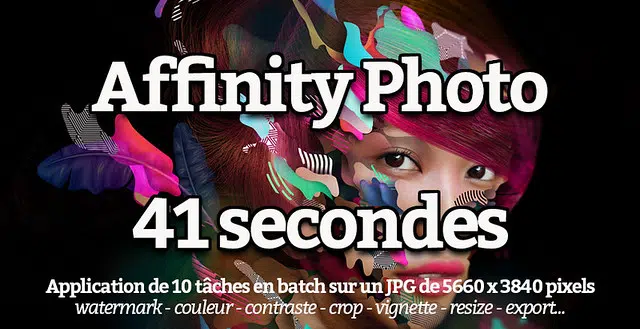 Affinity Photo
41 secondes
Application de 10 tâches en batch sur un JPG de 5660 x 3840 pixels
watermark - couleur - contraste - crop - vignette - resize - export...